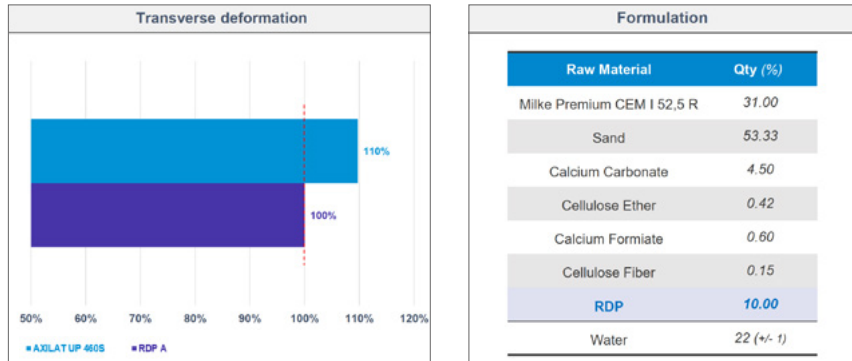 Transverse deformation
110%
100%
50% 60% 70% 80% 90% 100% 110% 120%
AXILAT UP 460S RDP A
Formulation
Raw Material Qty (%)
Milke Premium CEM I 52,5 R 31.00
Sand 53.33
Calcium Carbonate 4.50
Cellulose Ether 0.42
Calcium Formiate 0.60
Cellulose Fiber 0.15
RDP 10.00
Water 22 (+/- 1)